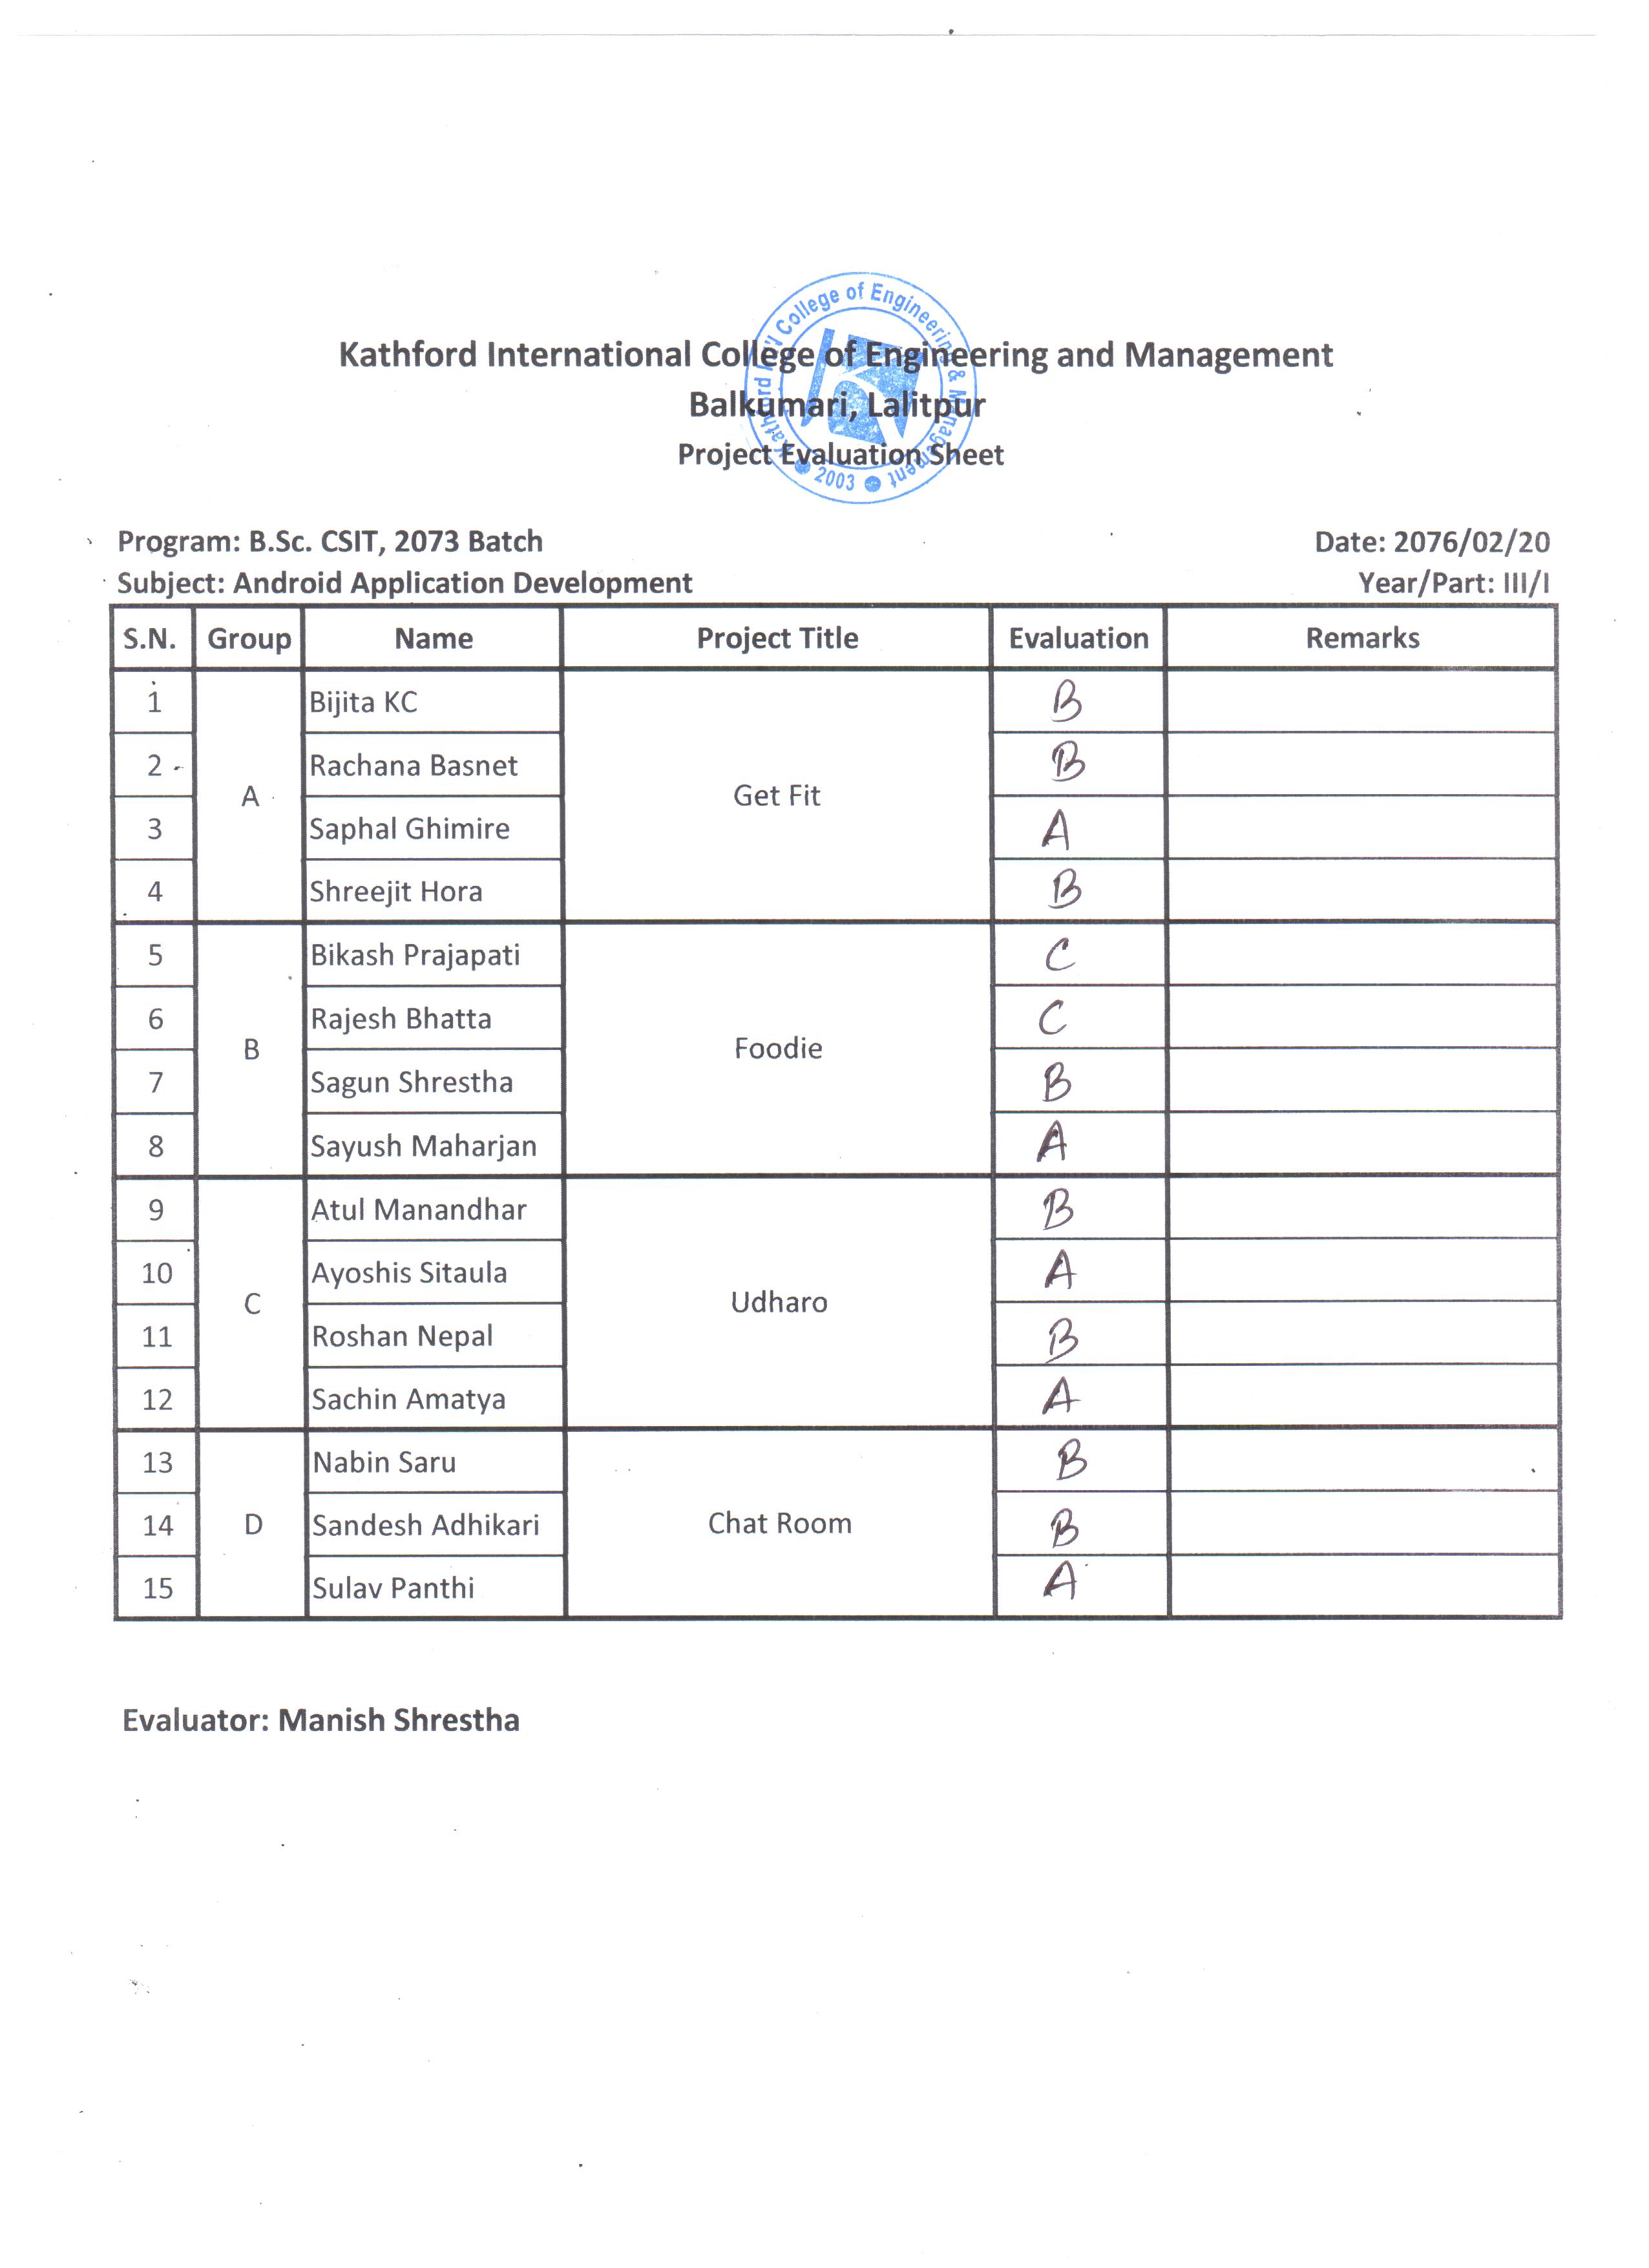 Kathford Int'l College of Engineering & Management
2003
Kathford International College of Engineering and Management
Balkumari, Lalitpur
Project Evaluation Sheet
Program: B.Sc. CSIT, 2073 Batch Date: 2076/02/20
Subject: Android Application Development Year/Part: III/I
S.N. Group Name Project Title Evaluation Remarks
1 Bijita KC B
2 Rachana Basnet B
A Get Fit
3 Saphal Ghimire A
4 Shreejit Hora B
5 Bikash Prajapati C
6 Rajesh Bhatta C
B Foodie
7 Sagun Shrestha B
8 Sayush Maharjan A
9 Atul Manandhar B
10 Ayoshis Sitaula A
C Udharo
11 Roshan Nepal B
12 Sachin Amatya A
13 Nabin Saru B
14 D Sandesh Adhikari Chat Room B
15 Sulav Panthi A
Evaluator: Manish Shrestha